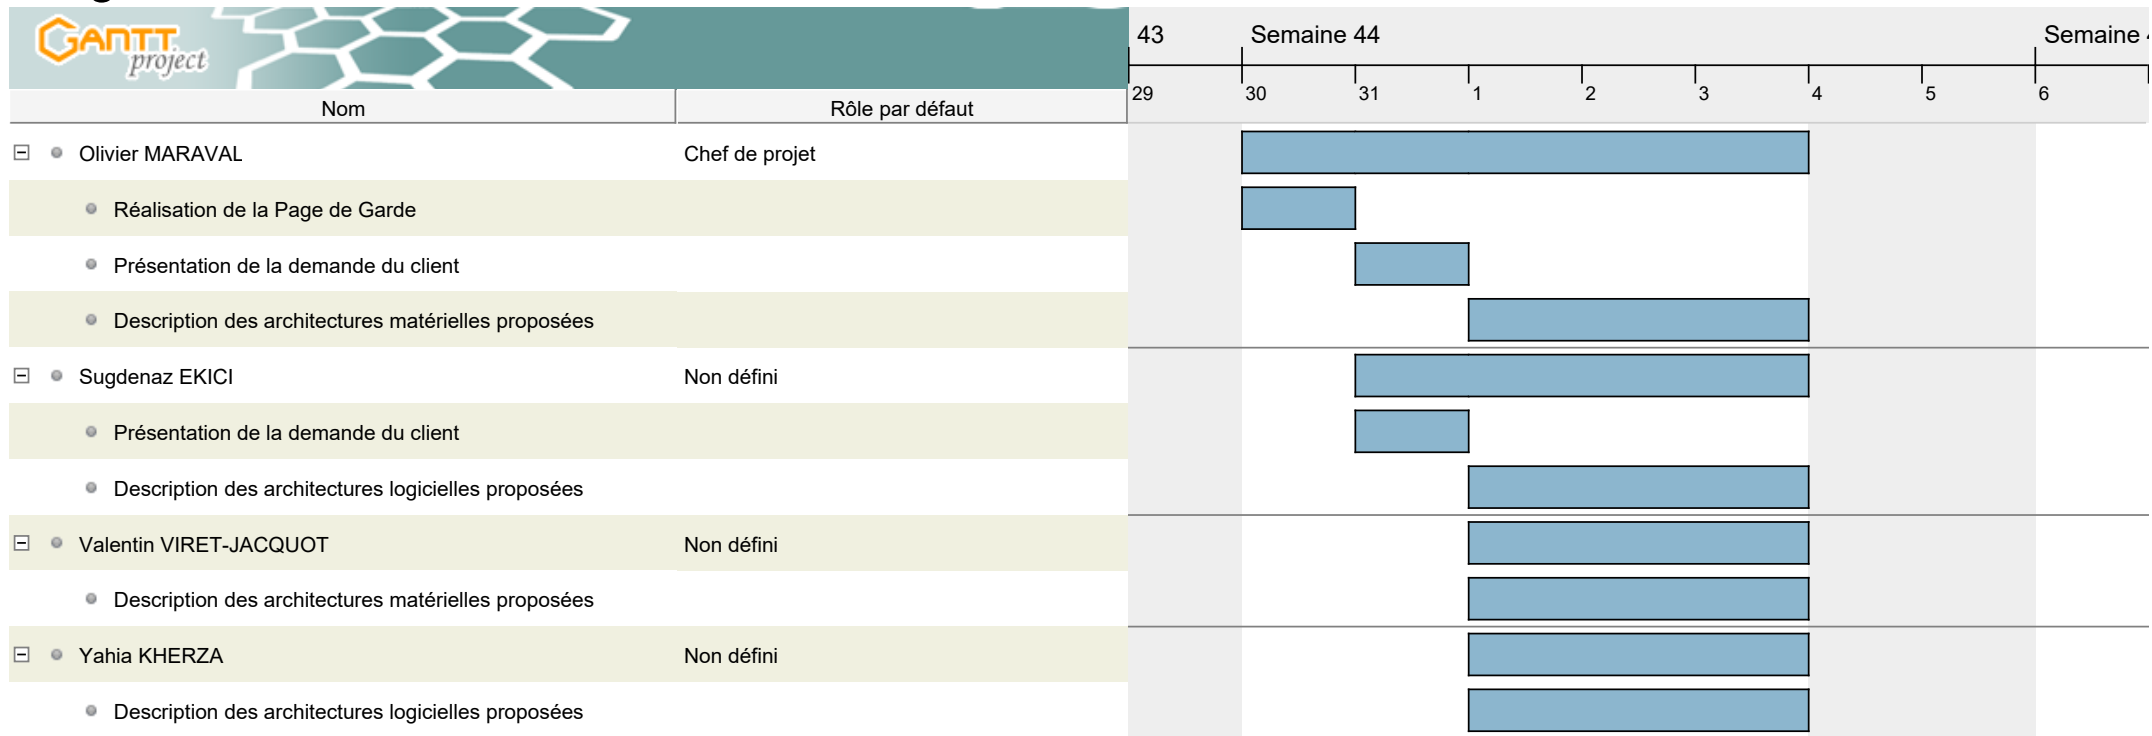 GANTT
project
43 Semaine 44 Semaine
29 30 31 1 2 3 4 5 6
Nom Rôle par défaut
Olivier MARAVAL Chef de projet
Réalisation de la Page de Garde
Présentation de la demande du client
Description des architectures matérielles proposées
Sugdenaz EKICI Non défini
Présentation de la demande du client
Description des architectures logicielles proposées
Valentin VIRET-JACQUOT Non défini
Description des architectures matérielles proposées
Yahia KHERZA Non défini
Description des architectures logicielles proposées